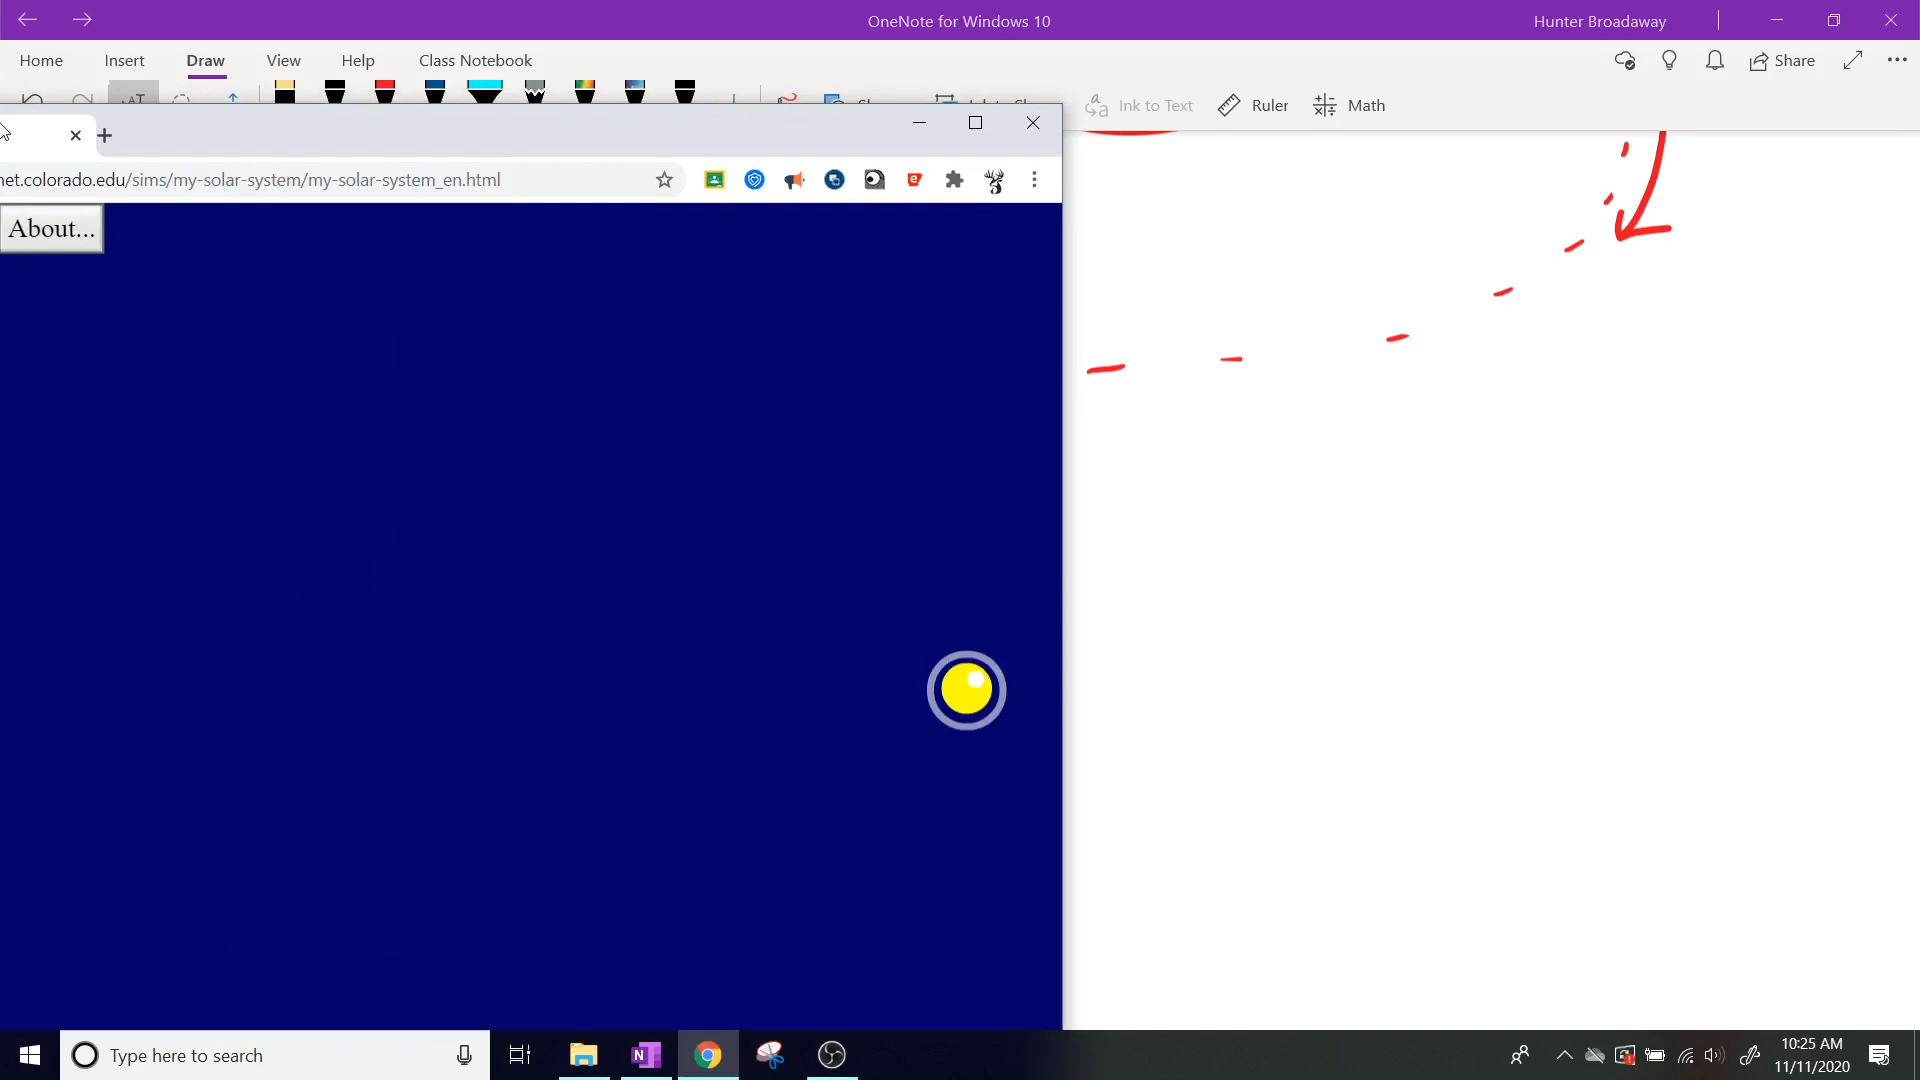 OneNote for Windows 10
Hunter Broadaway
Home Insert Draw View Help Class Notebook
Share
Ink to Text Ruler Math
net.colorado.edu/sims/my-solar-system/my-solar-system_en.html
About...
Type here to search
10:25 AM
11/11/2020